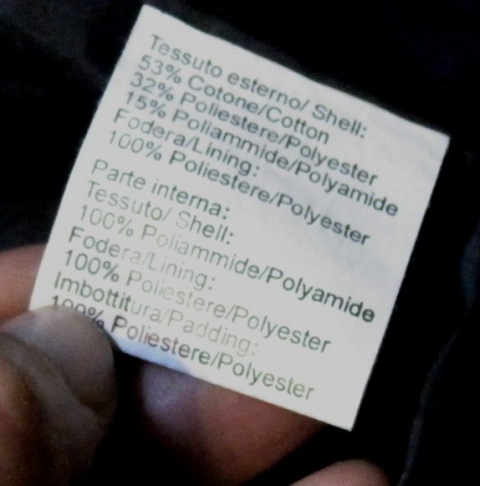 Tessuto esterno/ Shell:
53% Cotone/Cotton
32% Poliestere/Polyester
15% Poliammide/Polyamide
Fodera/Lining:
100% Poliestere/Polyester
Parte interna:
Tessuto/ Shell:
100% Poliammide/Polyamide
Fodera/Lining:
100% Poliestere/Polyester
Imbottitura/Padding:
100% Poliestere/Polyester